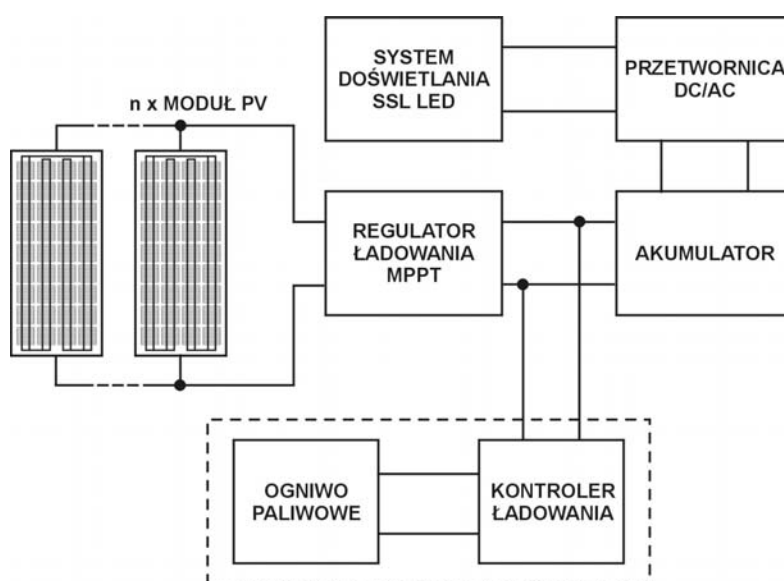 SYSTEM
DOŚWIETLANIA
SSL LED
PRZETWORNICA
DC/AC
n x MODUŁ PV
REGULATOR
ŁADOWANIA
MPPT
AKUMULATOR
OGNIWO
PALIWOWE
KONTROLER
ŁADOWANIA